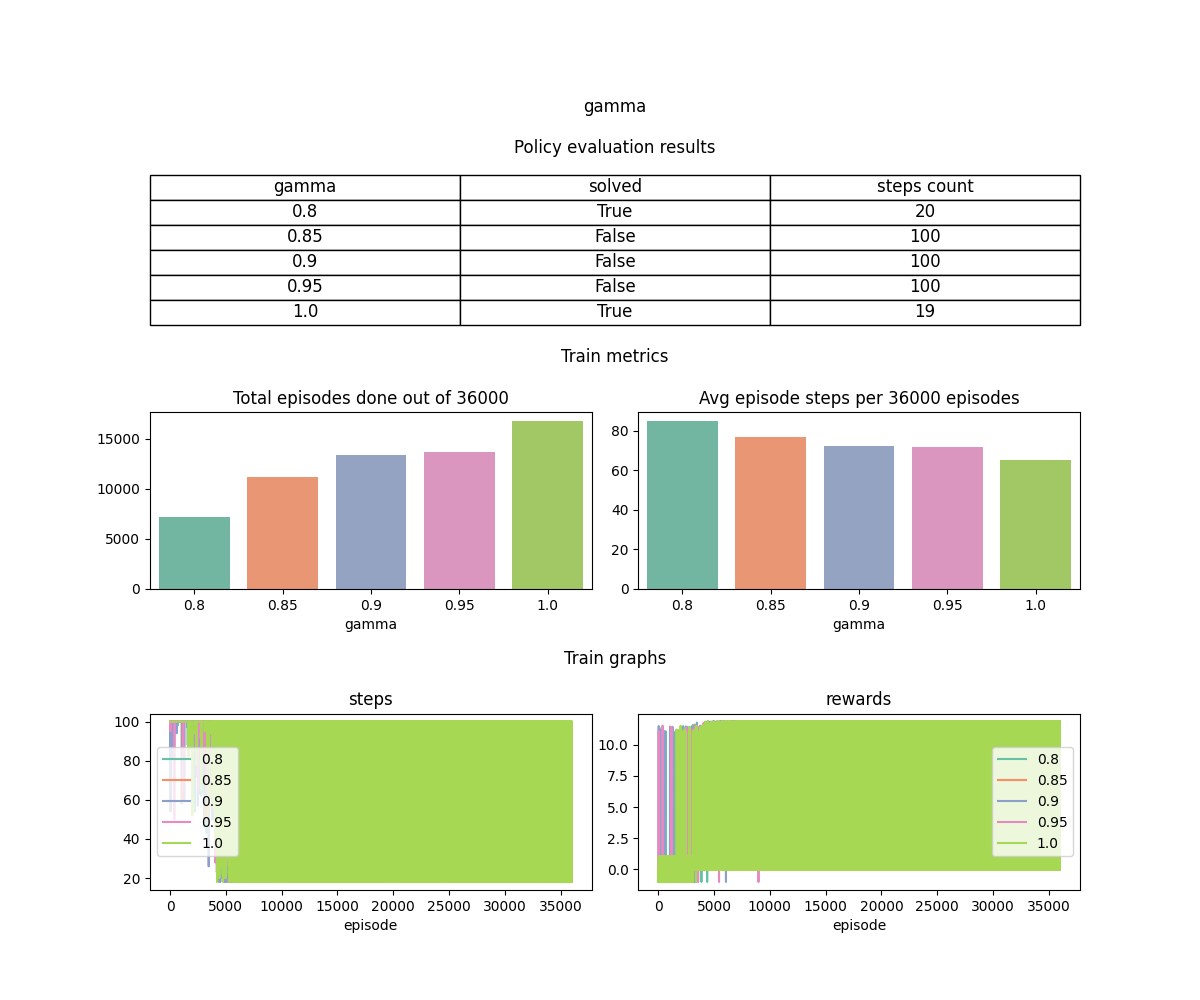 gamma
Policy evaluation results
gamma solved steps count
0.8 True 20
0.85 False 100
0.9 False 100
0.95 False 100
1.0 True 19
Train metrics
Total episodes done out of 36000
15000
10000
5000
0
0.8 0.85 0.9 0.95 1.0
gamma
Avg episode steps per 36000 episodes
80
60
40
20
0
0.8 0.85 0.9 0.95 1.0
gamma
Train graphs
steps
100
80
60
40
20
0.8
0.85
0.9
0.95
1.0
0 5000 10000 15000 20000 25000 30000 35000
episode
rewards
10.0
7.5
5.0
2.5
0.0
0.8
0.85
0.9
0.95
1.0
0 5000 10000 15000 20000 25000 30000 35000
episode